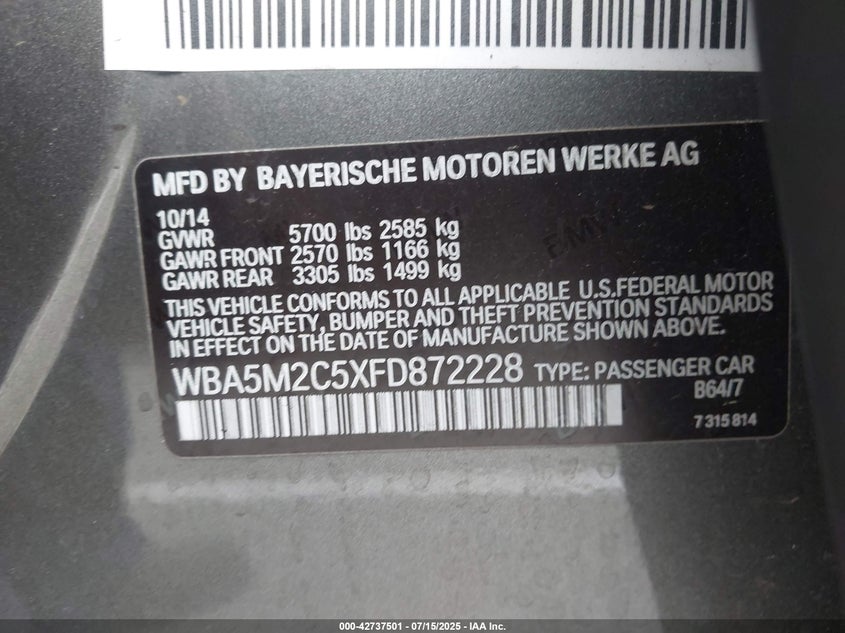 MFD BY BAYERISCHE MOTOREN WERKE AG
10/14
GVWR 5700 lbs 2585 kg
GAWR FRONT 2570 lbs 1166 kg
GAWR REAR 3305 lbs 1499 kg
THIS VEHICLE CONFORMS TO ALL APPLICABLE U.S.FEDERAL MOTOR
VEHICLE SAFETY, BUMPER AND THEFT PREVENTION STANDARDS
IN EFFECT ON THE DATE OF MANUFACTURE SHOWN ABOVE.
WBA5M2C5XFD872228 TYPE: PASSENGER CAR
B64/7
7 315 814
000-42737501 - 07/15/2025 - IAA Inc.